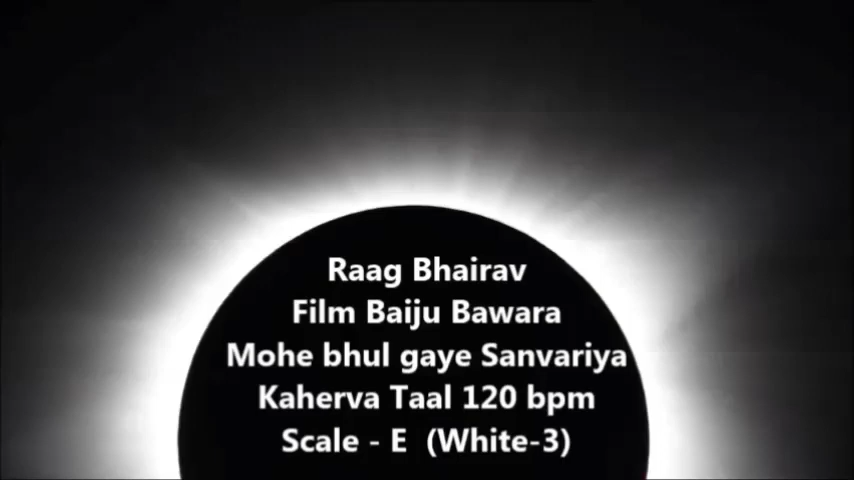 Raag Bhairav
Film Baiju Bawara
Mohe bhul gaye Sanvariya
Kaherva Taal 120 bpm
Scale - E (White-3)